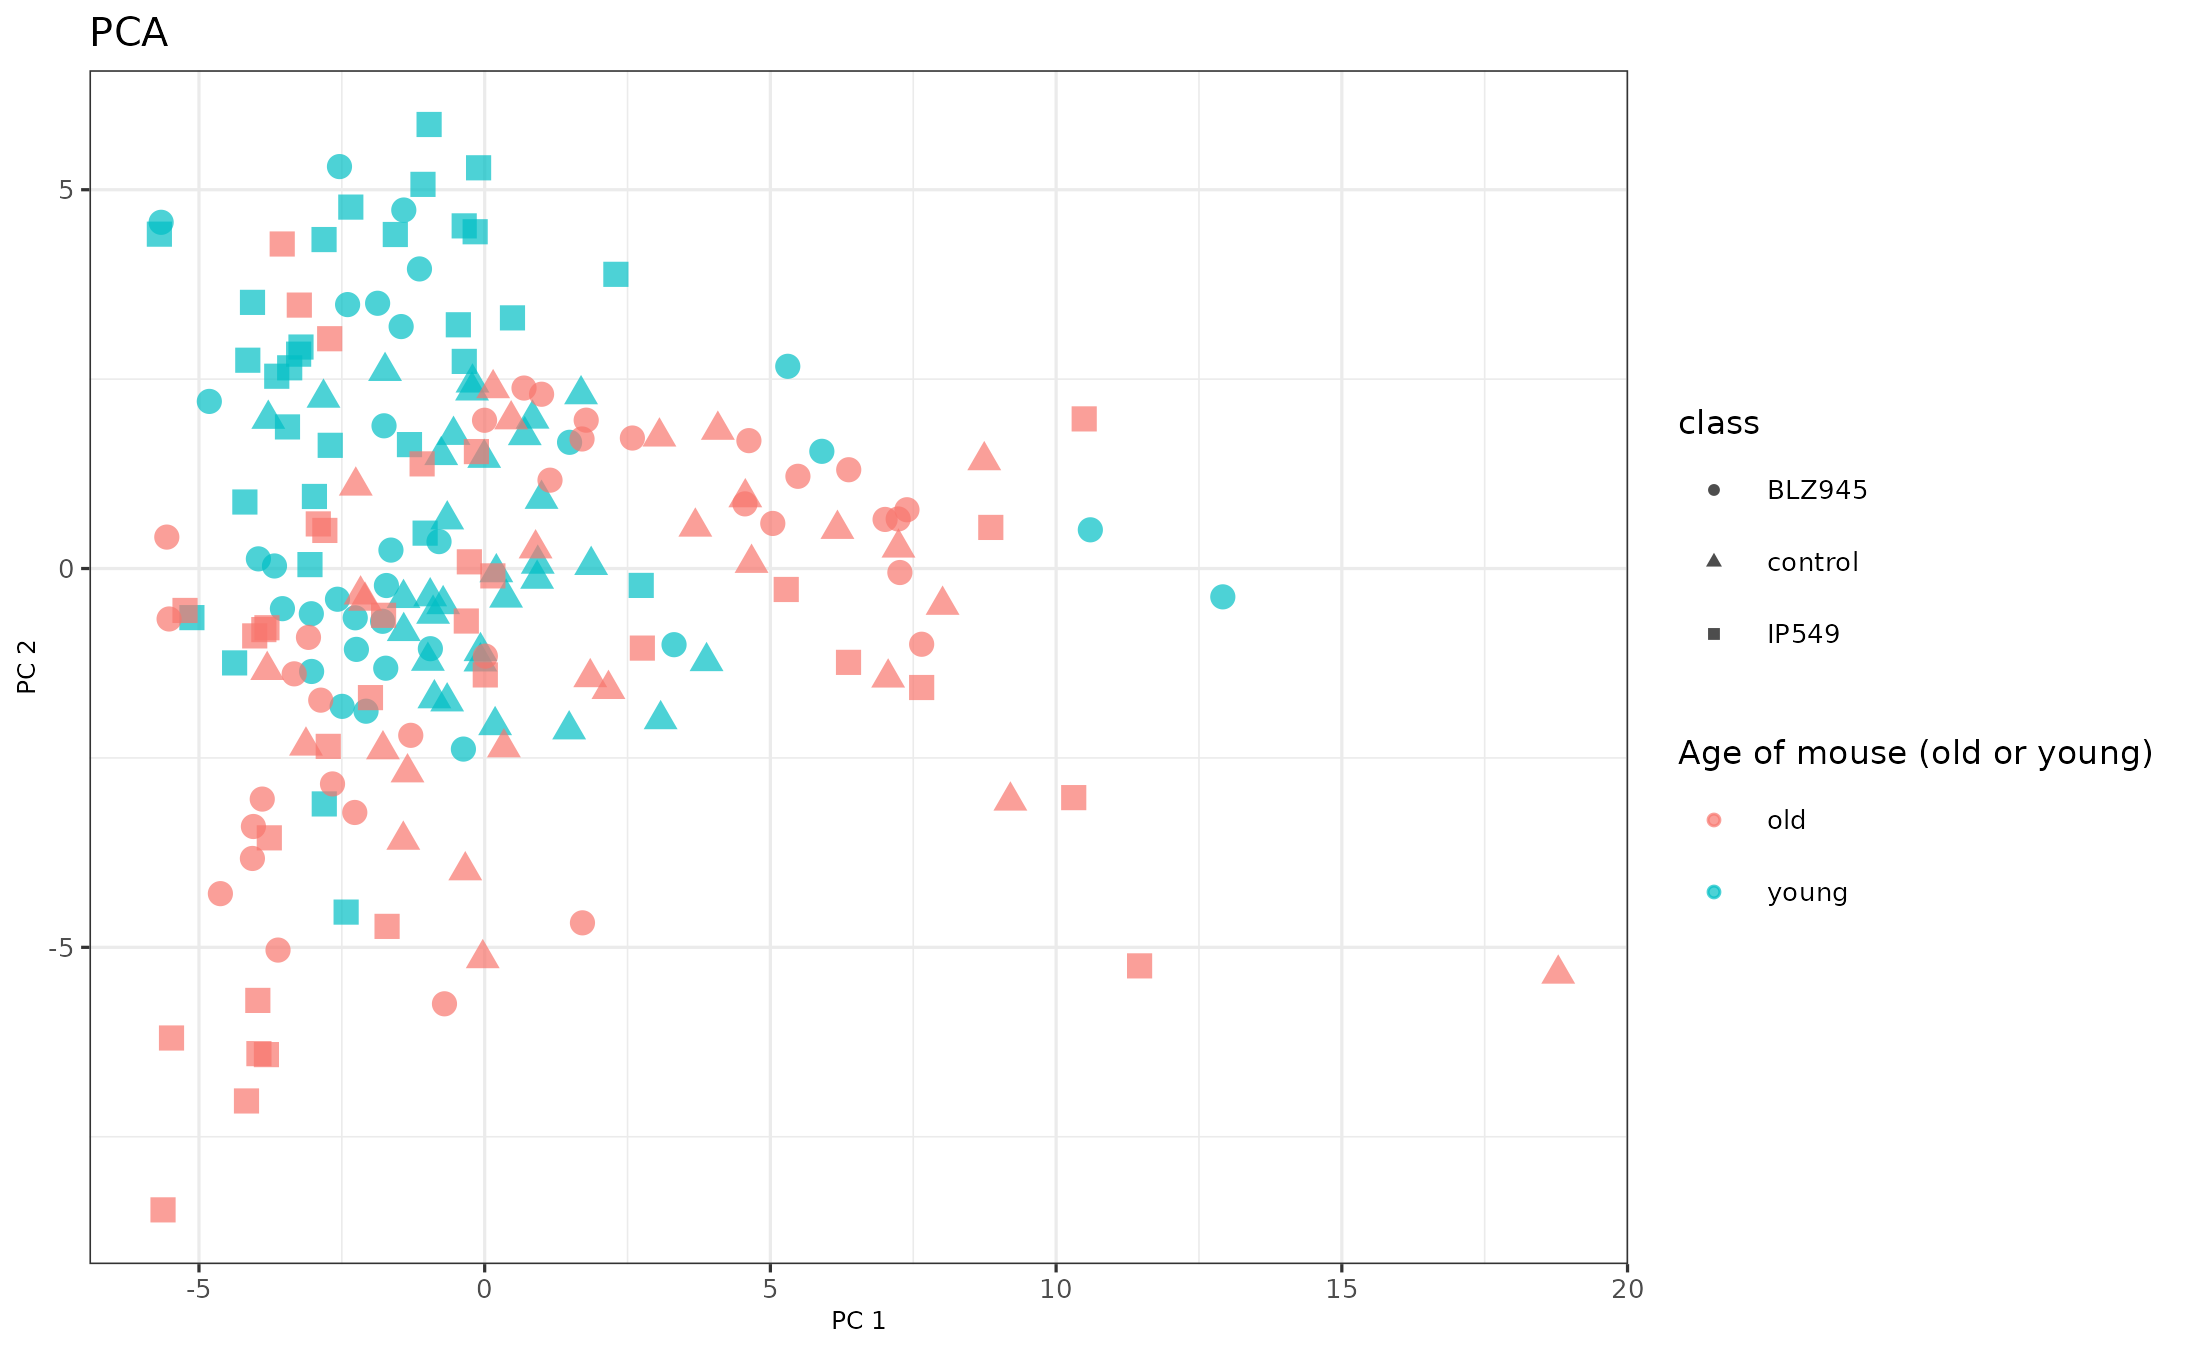 PCA
5
0
-5
PC 2
-5
0
5
10
15
20
PC 1
class
BLZ945
control
IP549
Age of mouse (old or young)
old
young